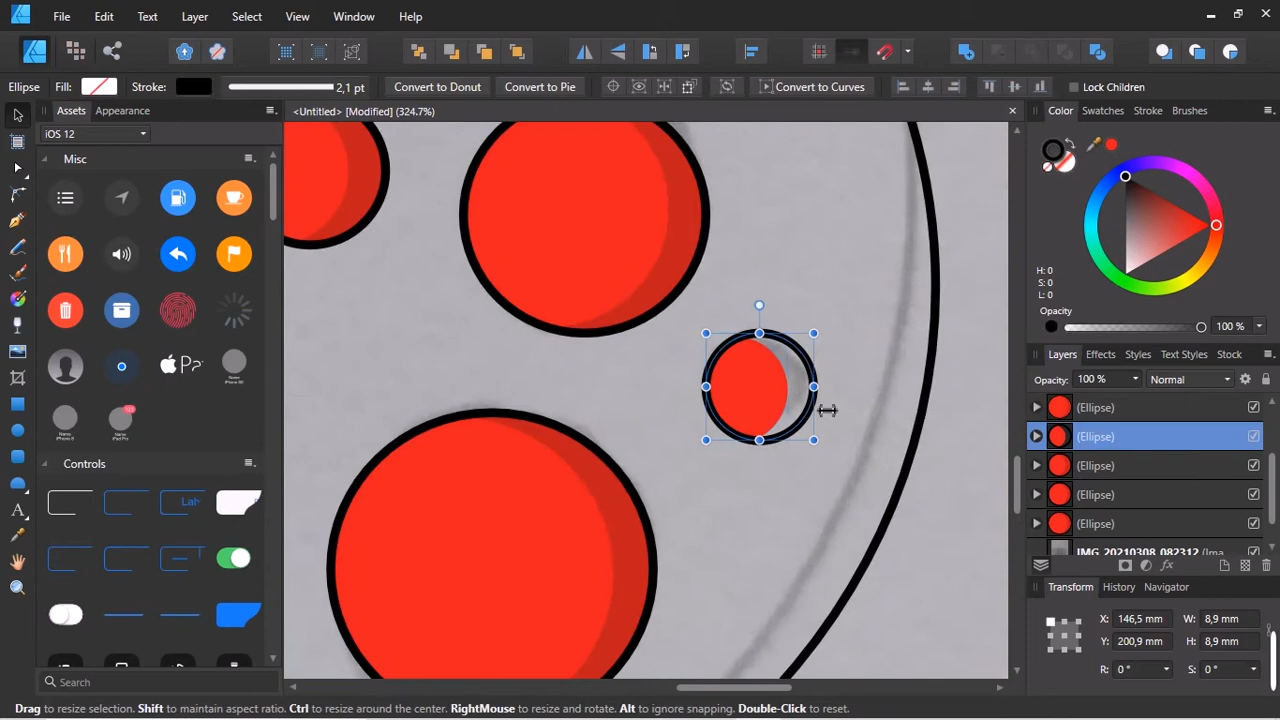 File Edit Text Layer Select View Window Help
Ellipse Fill: Stroke: 2,1 pt Convert to Donut Convert to Pie Convert to Curves Lock Children
Assets Appearance
<Untitled> [Modified] (324.7%)
Color Swatches Stroke Brushes
iOS 12
Misc
H: 0
S: 0
L: 0
Opacity
100 %
Layers Effects Styles Text Styles Stock
Opacity: 100 % Normal
(Ellipse)
(Ellipse)
(Ellipse)
(Ellipse)
(Ellipse)
IMG_20210308_082312 (Ima
Controls
Transform History Navigator
X: 146,5 mm W: 8,9 mm
Y: 200,9 mm H: 8,9 mm
R: 0 ° S: 0 °
Search
Drag to resize selection. Shift to maintain aspect ratio. Ctrl to resize around the center. RightMouse to resize and rotate. Alt to ignore snapping. Double-Click to reset.